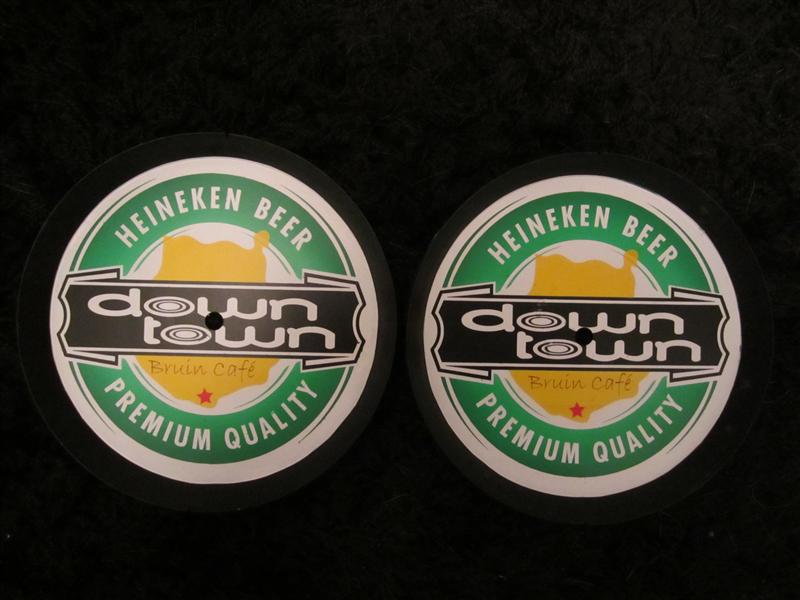 HEINEKEN BEER
down
town
Bruin Café
PREMIUM QUALITY
HEINEKEN BEER
down
town
Bruin Café
PREMIUM QUALITY